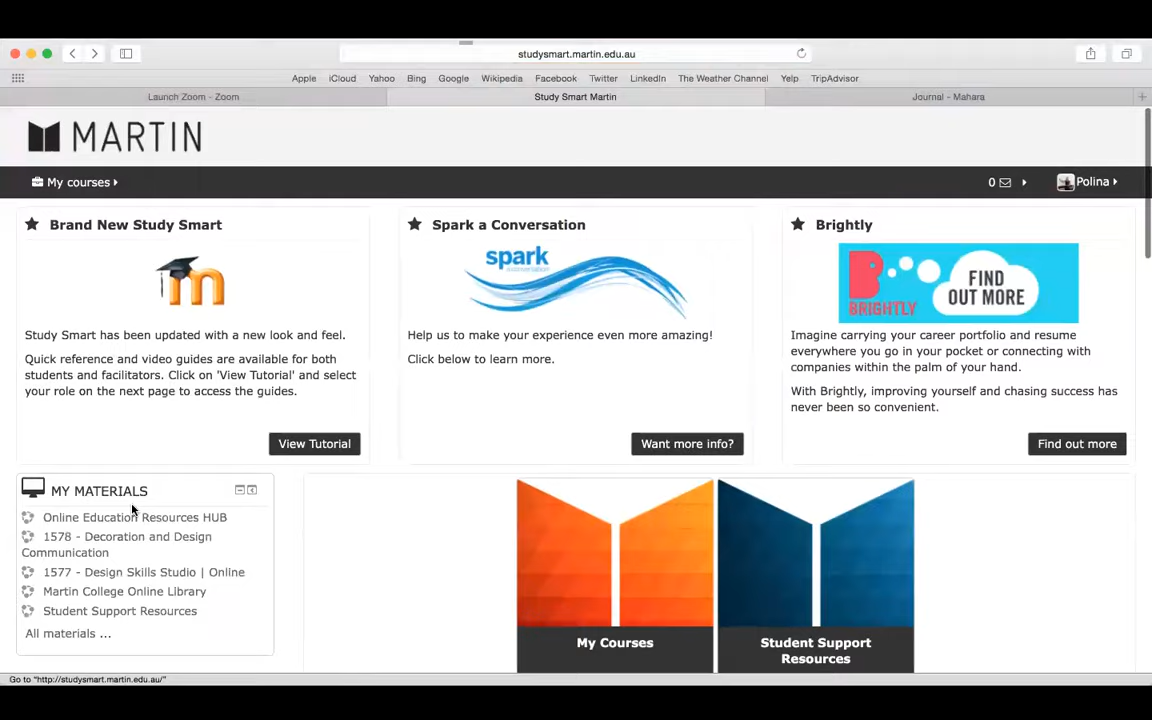 studysmart.martin.edu.au
Apple iCloud Yahoo Bing Google Wikipedia Facebook Twitter LinkedIn The Weather Channel Yelp TripAdvisor
Launch Zoom - Zoom Study Smart Martin Journal - Mahara
MARTIN
My courses 0 Polina
Brand New Study Smart
m
Study Smart has been updated with a new look and feel.
Quick reference and video guides are available for both
students and facilitators. Click on 'View Tutorial' and select
your role on the next page to access the guides.
View Tutorial
Spark a Conversation
spark
Help us to make your experience even more amazing!
Click below to learn more.
Want more info?
Brightly
B
BRIGHTLY
FIND
OUT MORE
Imagine carrying your career portfolio and resume
everywhere you go in your pocket or connecting with
companies within the palm of your hand.
With Brightly, improving yourself and chasing success has
never been so convenient.
Find out more
MY MATERIALS
Online Education Resources HUB
1578 - Decoration and Design
Communication
1577 - Design Skills Studio | Online
Martin College Online Library
Student Support Resources
All materials ...
My Courses
Student Support
Resources
Go to "http://studysmart.martin.edu.au/"